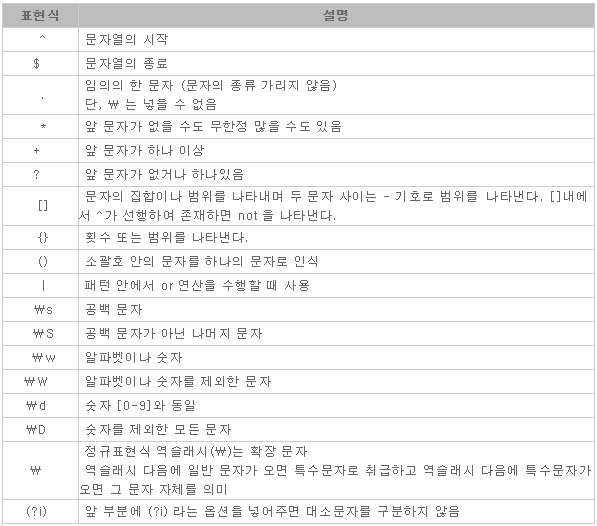 표현식 설명
^ 문자열의 시작
$ 문자열의 종료
. 임의의 한 문자 (문자의 종류 가리지 않음)
단, ₩ 는 넣을 수 없음
* 앞 문자가 없을 수도 무한정 많을 수도 있음
+ 앞 문자가 하나 이상
? 앞 문자가 없거나 하나있음
[] 문자의 집합이나 범위를 나타내며 두 문자 사이는 - 기호로 범위를 나타낸다. []내에
서 ^가 선행하여 존재하면 not 을 나타낸다.
{} 횟수 또는 범위를 나타낸다.
() 소괄호 안의 문자를 하나의 문자로 인식
| 패턴 안에서 or 연산을 수행할 때 사용
₩s 공백 문자
₩S 공백 문자가 아닌 나머지 문자
₩w 알파벳이나 숫자
₩W 알파벳이나 숫자를 제외한 문자
₩d 숫자 [0-9]와 동일
₩D 숫자를 제외한 모든 문자
정규표현식 역슬래시(₩)는 확장 문자
₩ 역슬래시 다음에 일반 문자가 오면 특수문자로 취급하고 역슬래시 다음에 특수문자가
오면 그 문자 자체를 의미
(?i) 앞 부분에 (?i) 라는 옵션을 넣어주면 대소문자를 구분하지 않음